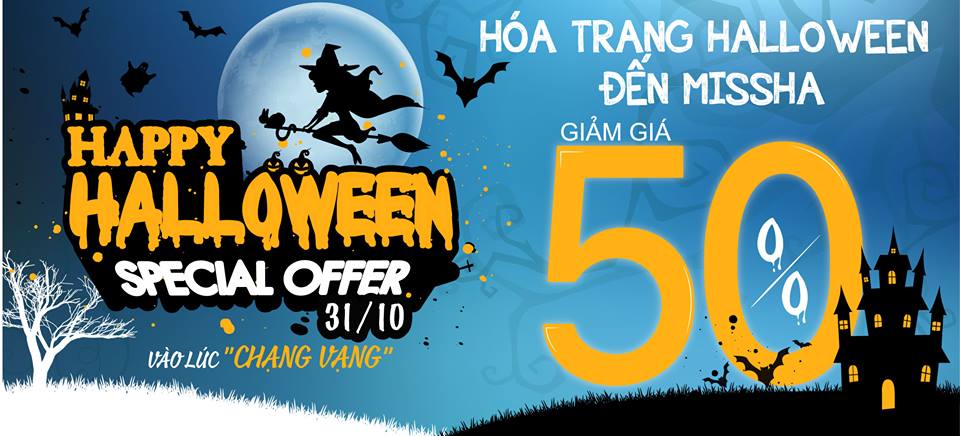 HAPPY
HALLOWEEN
SPECIAL OFFER
31/10
VÀO LÚC "CHẠNG VẠNG"
HÓA TRANG HALLOWEEN
ĐẾN MISSHA
GIẢM GIÁ
50%